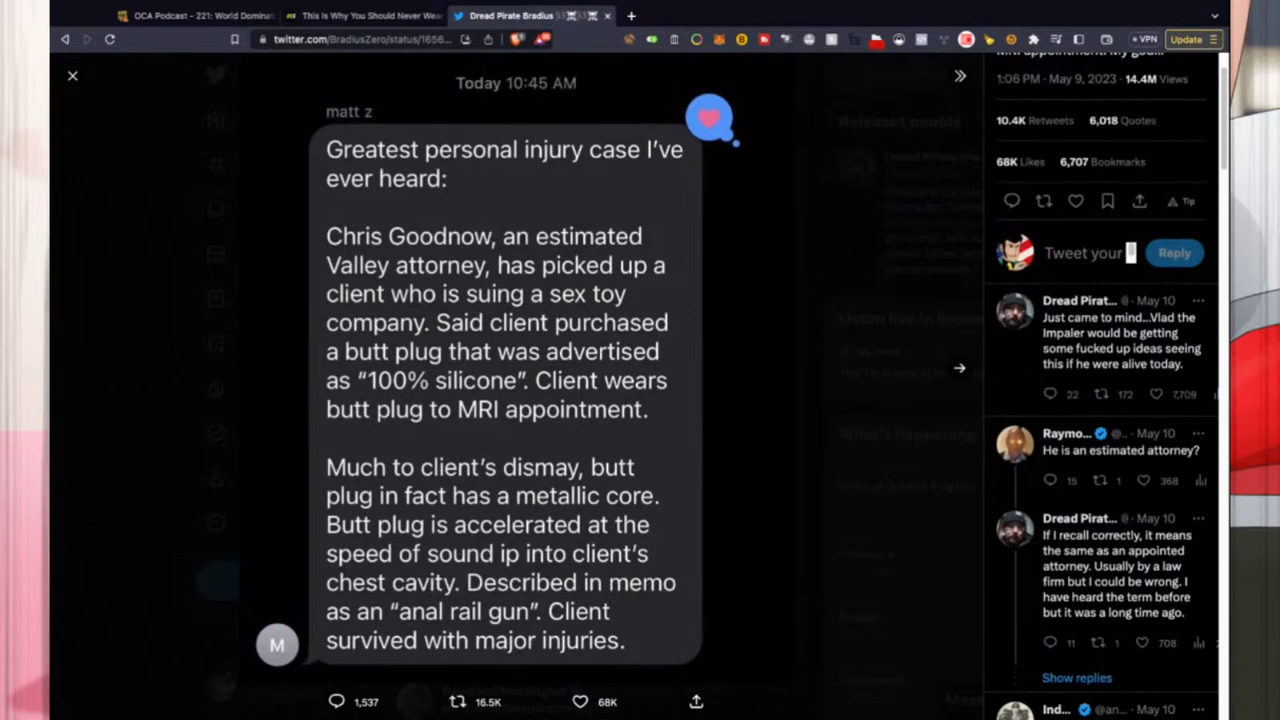 OCA Podcast - 221: World Dominat
This Is Why You Should Never Wea
Dread Pirate Bradius
twitter.com/BradiusZero/status/1656...
VPN
Update
Today 10:45 AM
matt z
Greatest personal injury case I've
ever heard:
Chris Goodnow, an estimated
Valley attorney, has picked up a
client who is suing a sex toy
company. Said client purchased
a butt plug that was advertised
as “100% silicone”. Client wears
butt plug to MRI appointment.
Much to client's dismay, butt
plug in fact has a metallic core.
Butt plug is accelerated at the
speed of sound ip into client's
chest cavity. Described in memo
as an “anal rail gun”. Client
survived with major injuries.
M
1,537
16.5K
68K
Relevant people
What's happening
1:06 PM · May 9, 2023 · 14.4M Views
10.4K Retweets 6,018 Quotes
68K Likes 6,707 Bookmarks
Tip
Tweet your
Reply
Dread Pirat... @ · May 10
Just came to mind...Vlad the
Impaler would be getting
some fucked up ideas seeing
this if he were alive today.
22 172 7,709
Raymo... @.. · May 10
He is an estimated attorney?
15 1 368
Dread Pirat... @ · May 10
If I recall correctly, it means
the same as an appointed
attorney. Usually by a law
firm but I could be wrong. I
have heard the term before
but it was a long time ago.
11 1 708
Show replies
Ind... @an... · May 10